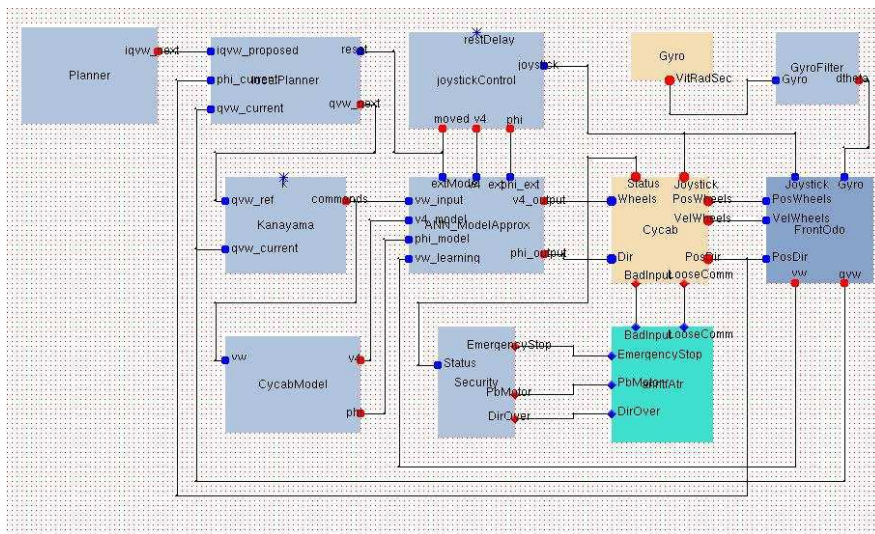 Planner
iqvw_next
iqvw_proposed
reset
phi_current
qvw_current
qvw_next
restDelay
joystick
joystickControl
moved v4 phi
Gyro
VitRadSec
GyroFilter
Gyro
dtheta
qvw_ref
commands
Kanayama
qvw_current
v4
phi_ext
vw_input
v4_output
v4_model
ANN_ModelApprox
phi_model
phi_output
vw_learning
Status
Joystick
Wheels
PosWheels
VelWheels
Cycab
Dir
PosDir
BadInput
LooseComm
Joystick
Gyro
PosWheels
VelWheels
FrontOdo
PosDir
vw
qvw
vw
v4
CycabModel
phi
EmergencyStop
Status
Security
PbMotor
DirOver
BadInput
LooseComm
EmergencyStop
PbMotor
DirOver